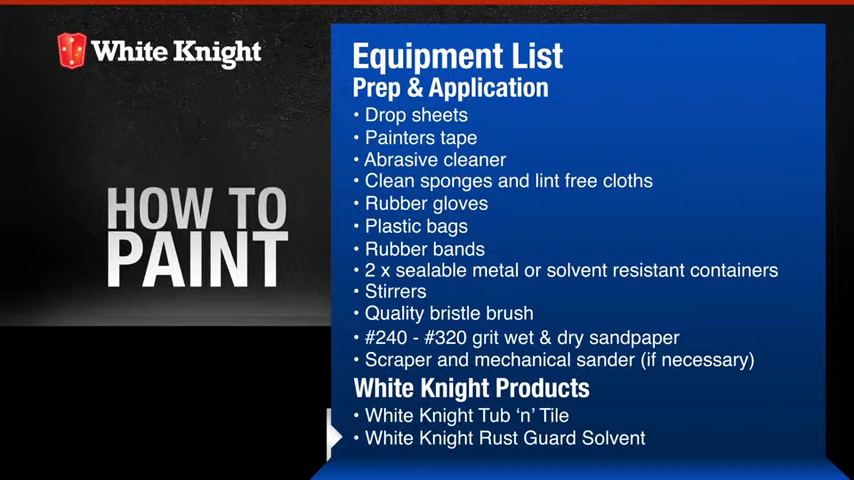 White Knight
HOW TO
PAINT
Equipment List
Prep & Application
• Drop sheets
• Painters tape
• Abrasive cleaner
• Clean sponges and lint free cloths
• Rubber gloves
• Plastic bags
• Rubber bands
• 2 x sealable metal or solvent resistant containers
• Stirrers
• Quality bristle brush
• #240 - #320 grit wet & dry sandpaper
• Scraper and mechanical sander (if necessary)
White Knight Products
• White Knight Tub ‘n’ Tile
• White Knight Rust Guard Solvent